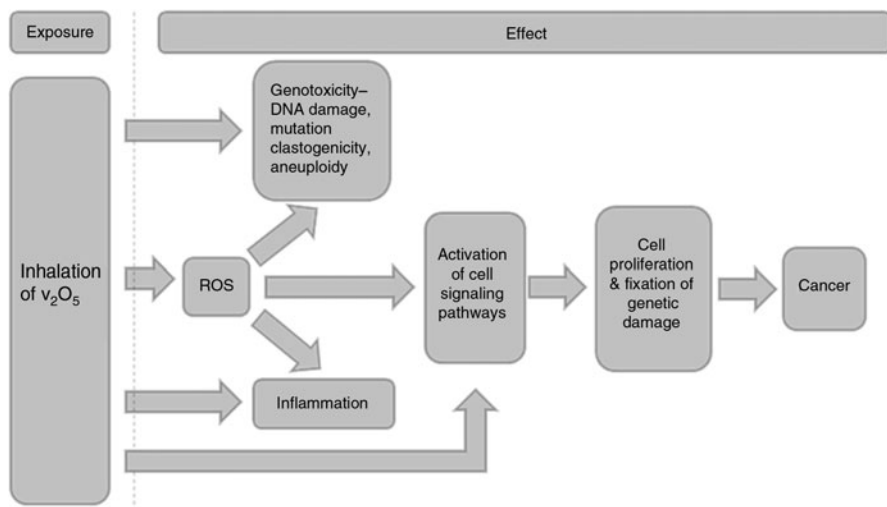 Exposure
Effect
Genotoxicity–
DNA damage,
mutation
clastogenicity,
aneuploidy
Inhalation
of v₂O₅
ROS
Activation
of cell
signaling
pathways
Cell
proliferation
& fixation of
genetic
damage
Cancer
Inflammation